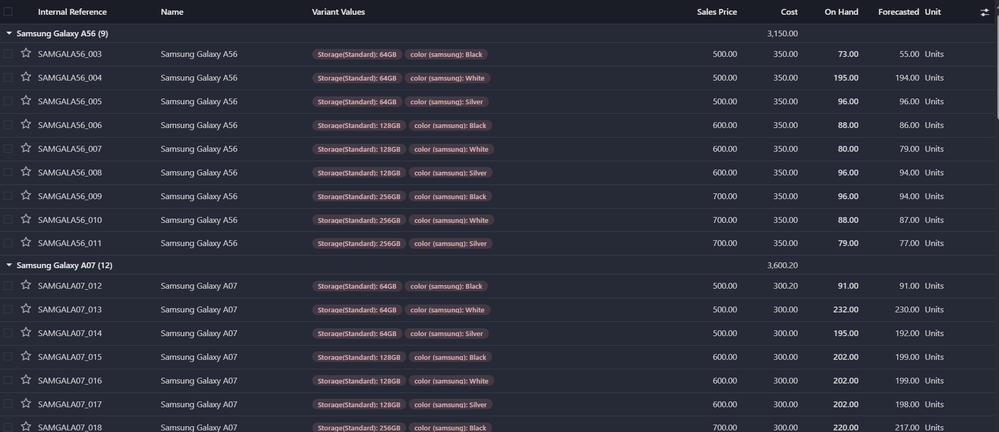 Internal Reference Name Variant Values Sales Price Cost On Hand Forecasted Unit
Samsung Galaxy A56 (9) 3,150.00
SAMGALA56_003 Samsung Galaxy A56 Storage(Standard): 64GB color (samsung): Black 500.00 350.00 73.00 55.00 Units
SAMGALA56_004 Samsung Galaxy A56 Storage(Standard): 64GB color (samsung): White 500.00 350.00 195.00 194.00 Units
SAMGALA56_005 Samsung Galaxy A56 Storage(Standard): 64GB color (samsung): Silver 500.00 350.00 96.00 96.00 Units
SAMGALA56_006 Samsung Galaxy A56 Storage(Standard): 128GB color (samsung): Black 600.00 350.00 88.00 86.00 Units
SAMGALA56_007 Samsung Galaxy A56 Storage(Standard): 128GB color (samsung): White 600.00 350.00 80.00 79.00 Units
SAMGALA56_008 Samsung Galaxy A56 Storage(Standard): 128GB color (samsung): Silver 600.00 350.00 96.00 94.00 Units
SAMGALA56_009 Samsung Galaxy A56 Storage(Standard): 256GB color (samsung): Black 700.00 350.00 96.00 94.00 Units
SAMGALA56_010 Samsung Galaxy A56 Storage(Standard): 256GB color (samsung): White 700.00 350.00 88.00 87.00 Units
SAMGALA56_011 Samsung Galaxy A56 Storage(Standard): 256GB color (samsung): Silver 700.00 350.00 79.00 77.00 Units
Samsung Galaxy A07 (12) 3,600.20
SAMGALA07_012 Samsung Galaxy A07 Storage(Standard): 64GB color (samsung): Black 500.00 300.20 91.00 91.00 Units
SAMGALA07_013 Samsung Galaxy A07 Storage(Standard): 64GB color (samsung): White 500.00 300.00 232.00 230.00 Units
SAMGALA07_014 Samsung Galaxy A07 Storage(Standard): 64GB color (samsung): Silver 500.00 300.00 195.00 192.00 Units
SAMGALA07_015 Samsung Galaxy A07 Storage(Standard): 128GB color (samsung): Black 600.00 300.00 202.00 199.00 Units
SAMGALA07_016 Samsung Galaxy A07 Storage(Standard): 128GB color (samsung): White 600.00 300.00 202.00 199.00 Units
SAMGALA07_017 Samsung Galaxy A07 Storage(Standard): 128GB color (samsung): Silver 600.00 300.00 202.00 198.00 Units
SAMGALA07_018 Samsung Galaxy A07 Storage(Standard): 256GB color (samsung): Black 700.00 300.00 220.00 217.00 Units